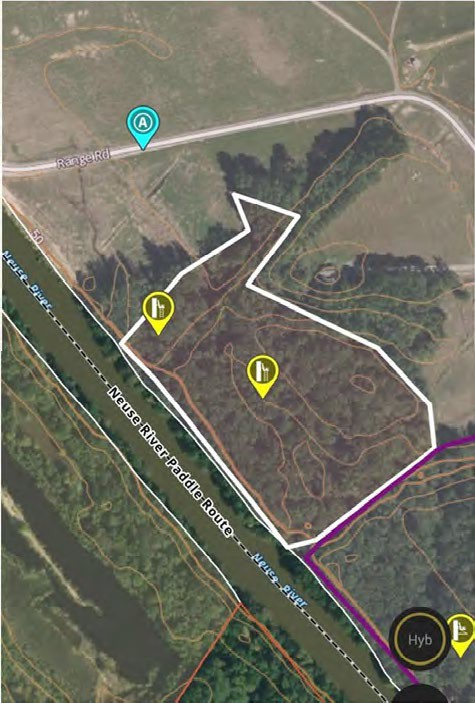 A
Range Rd
50
Neuse River
Neuse River Paddle Route
Neuse River
Hyb